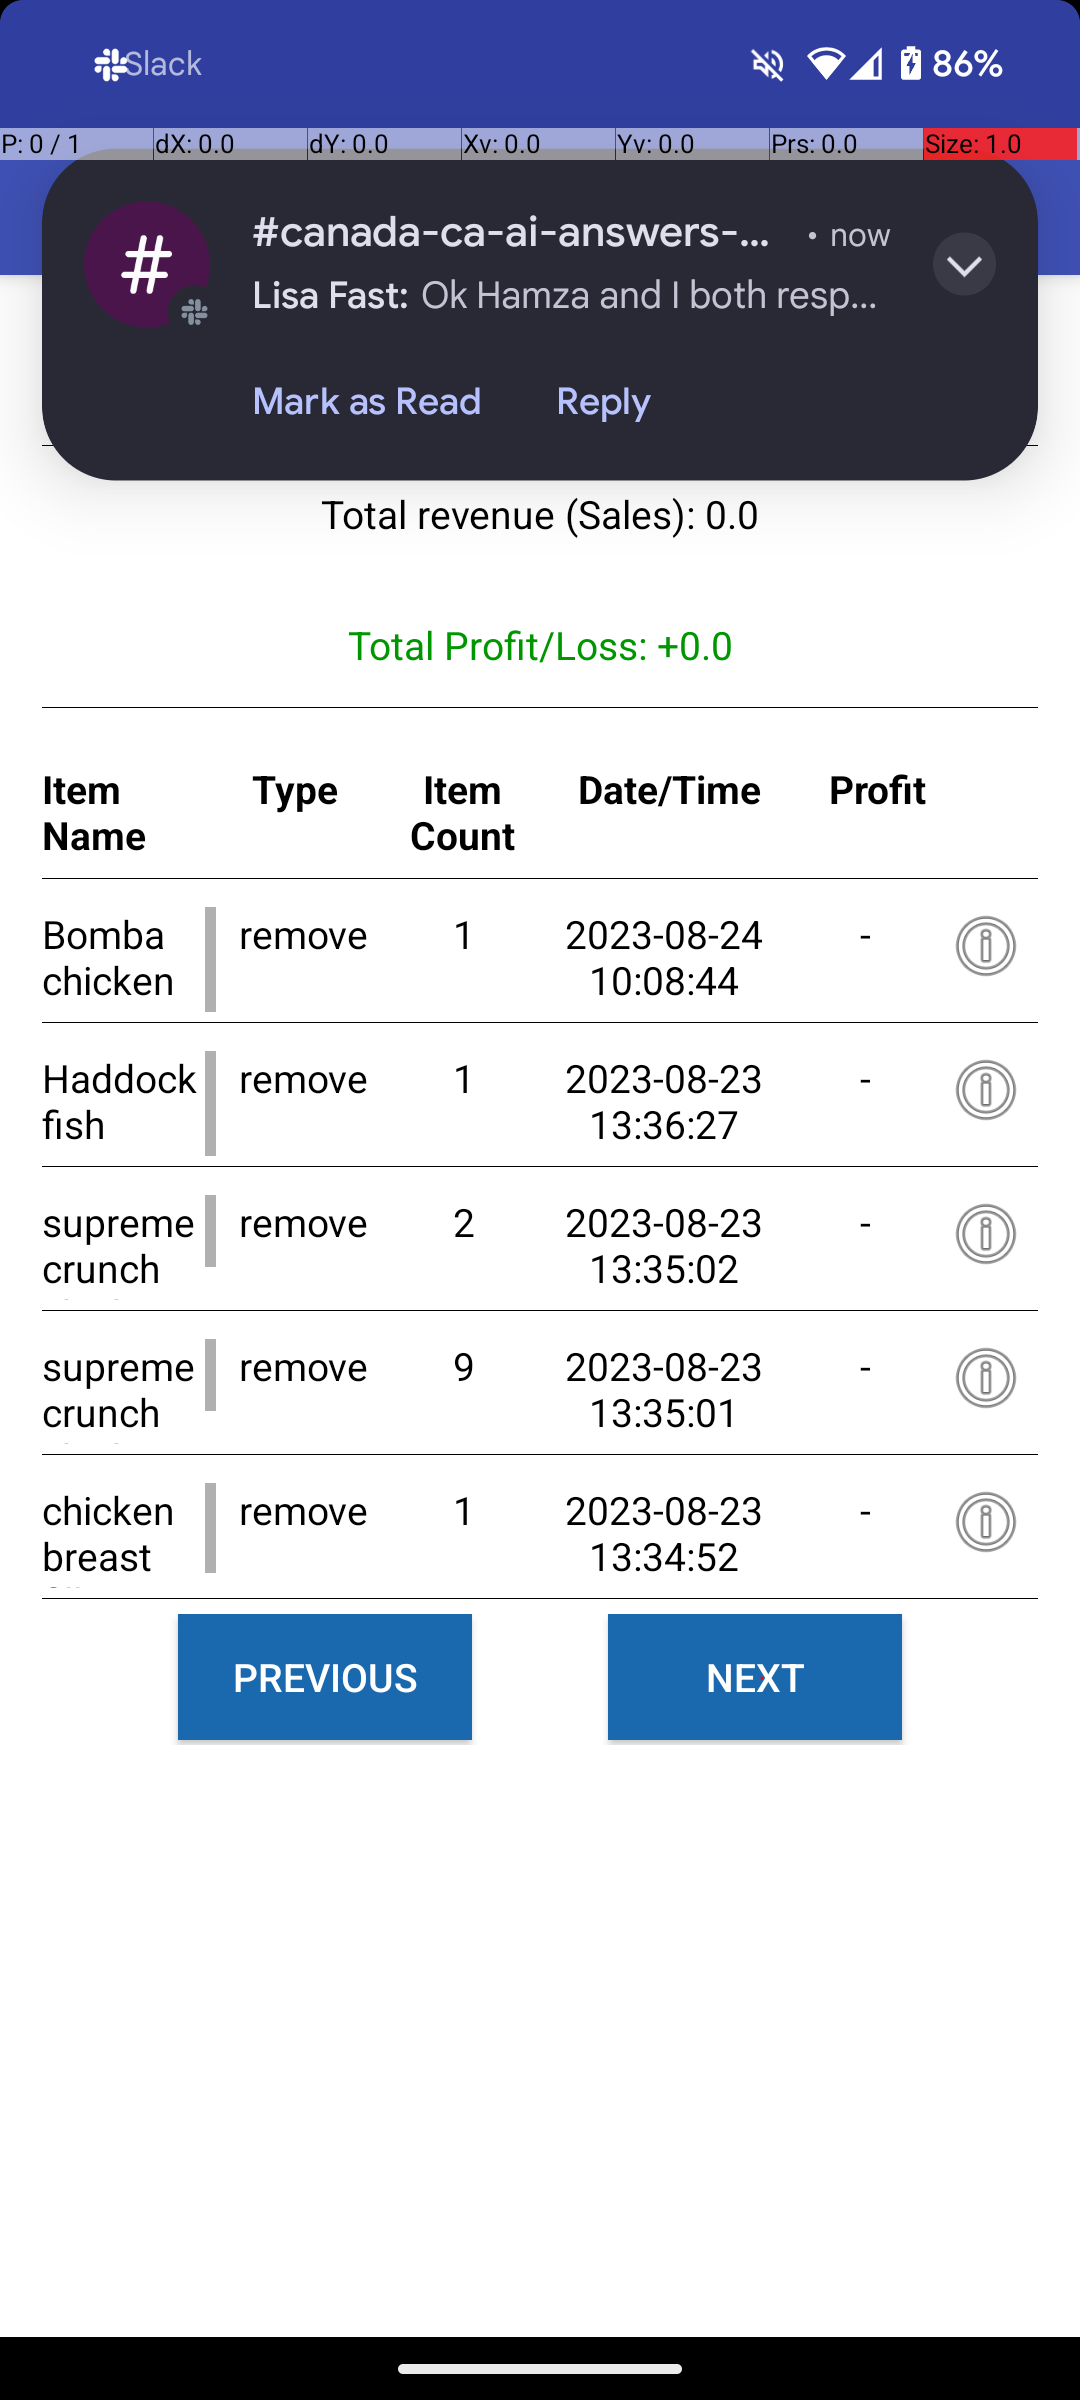 Slack 86%
P: 0 / 1 dX: 0.0 dY: 0.0 Xv: 0.0 Yv: 0.0 Prs: 0.0 Size: 1.0
#canada-ca-ai-answers-... • now
Lisa Fast: Ok Hamza and I both resp...
Mark as Read Reply
Total revenue (Sales): 0.0
Total Profit/Loss: +0.0
Item Type Item Date/Time Profit
Name Count
Bomba remove 1 2023-08-24 -
chicken 10:08:44
Haddock remove 1 2023-08-23 -
fish 13:36:27
supreme remove 2 2023-08-23 -
crunch 13:35:02
supreme remove 9 2023-08-23 -
crunch 13:35:01
chicken remove 1 2023-08-23 -
breast 13:34:52
PREVIOUS NEXT